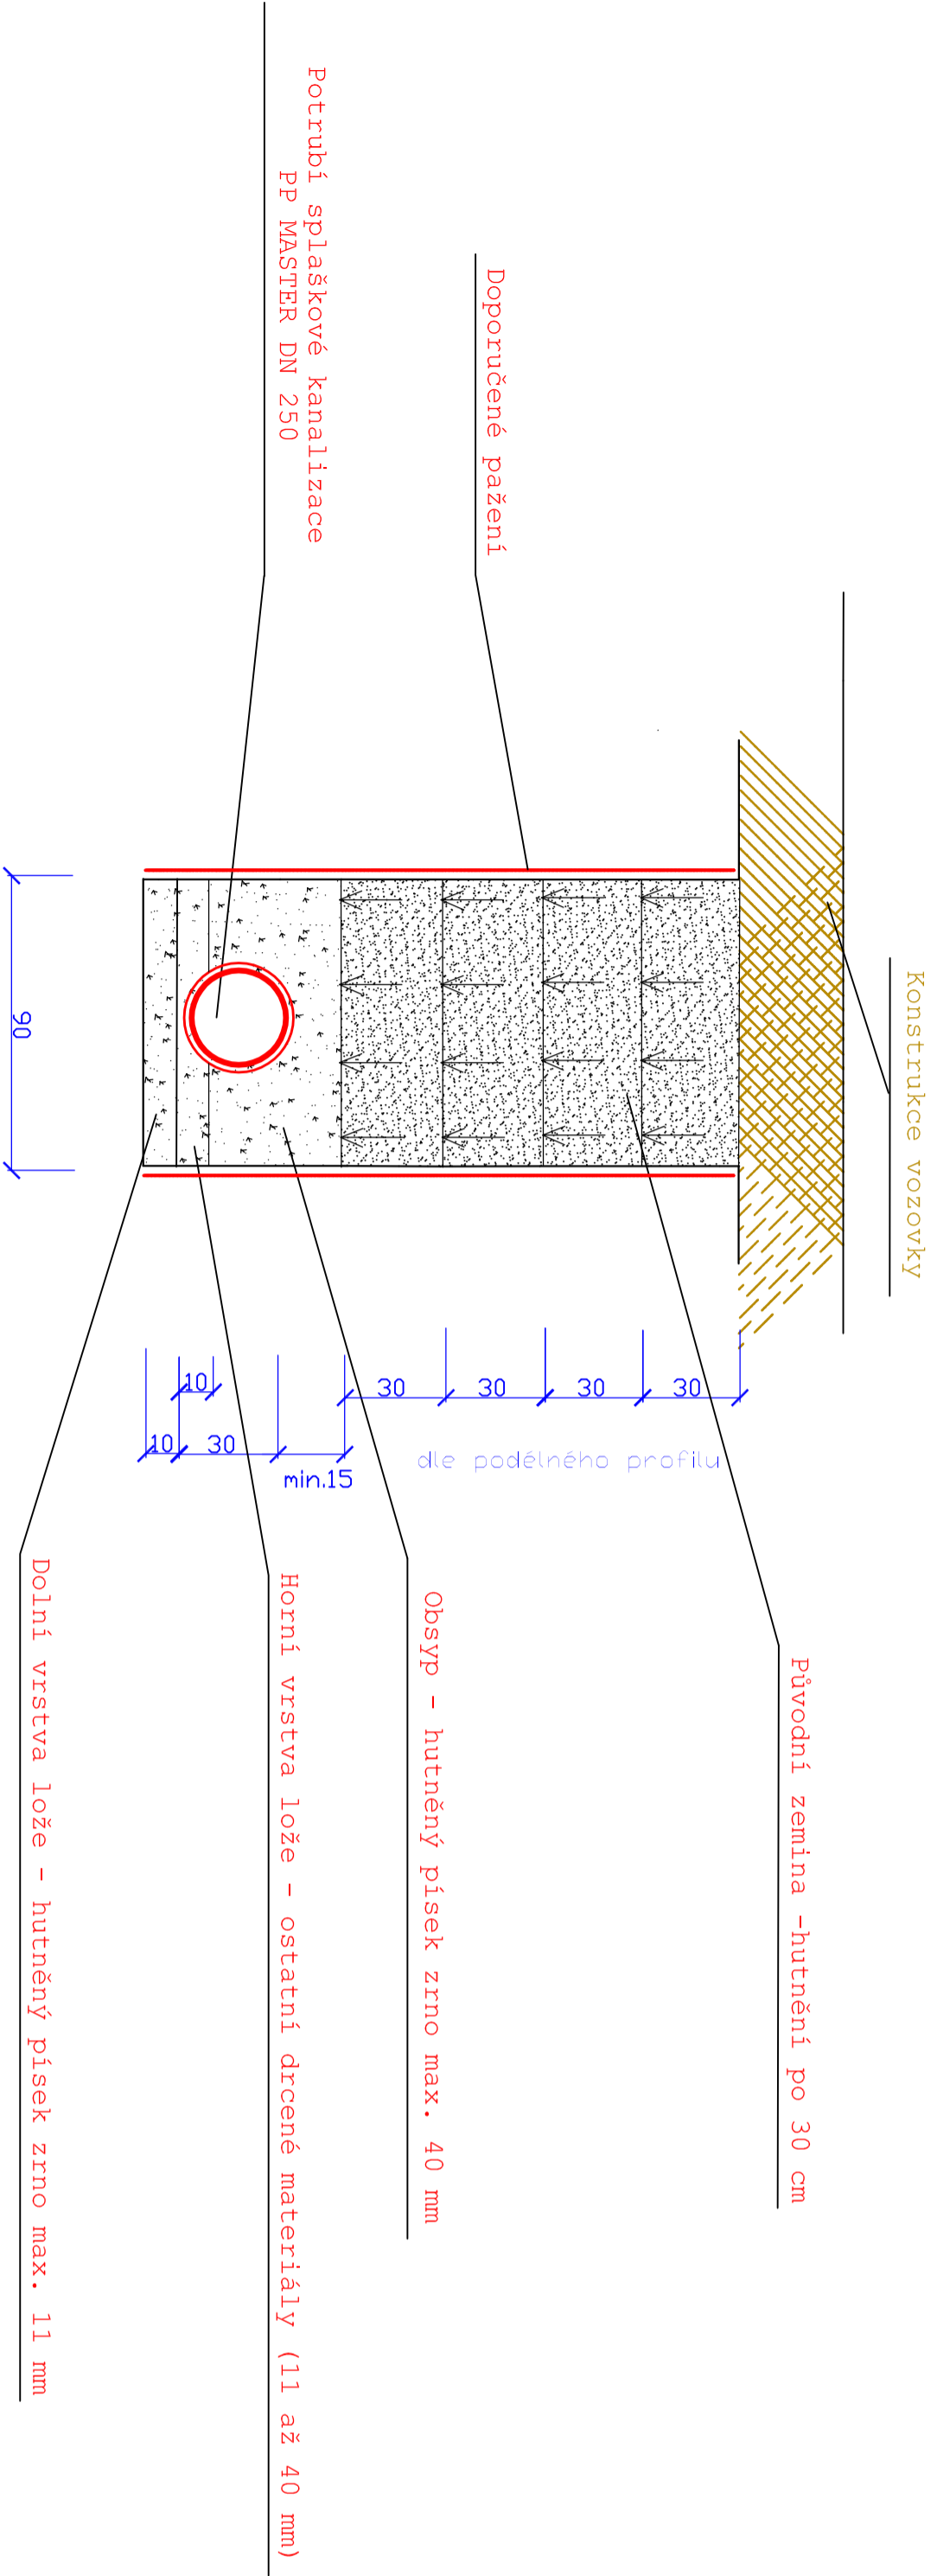 Konstrukce vozovky
Doporučené pažení
Potrubí splaškové kanalizace
PP MASTER DN 250
30
30
30
30
dle podélného profilu
min.15
30
10
10
90
Původní zemina -hutnění po 30 cm
Obsyp - hutněný písek zrno max. 40 mm
Horní vrstva lože - ostatní drcené materiály (11 až 40 mm)
Dolní vrstva lože - hutněný písek zrno max. 11 mm